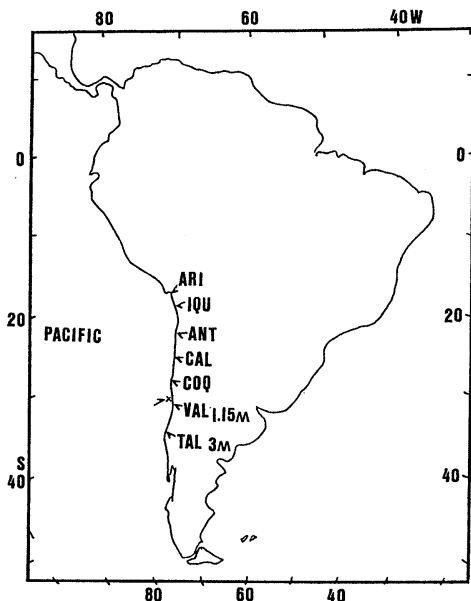 80 60 40W
0 0
ARI
IQU
20 20
PACIFIC ANT
CAL
COQ
VAL 1.15M
TAL 3M
S
40 40
80 60 40